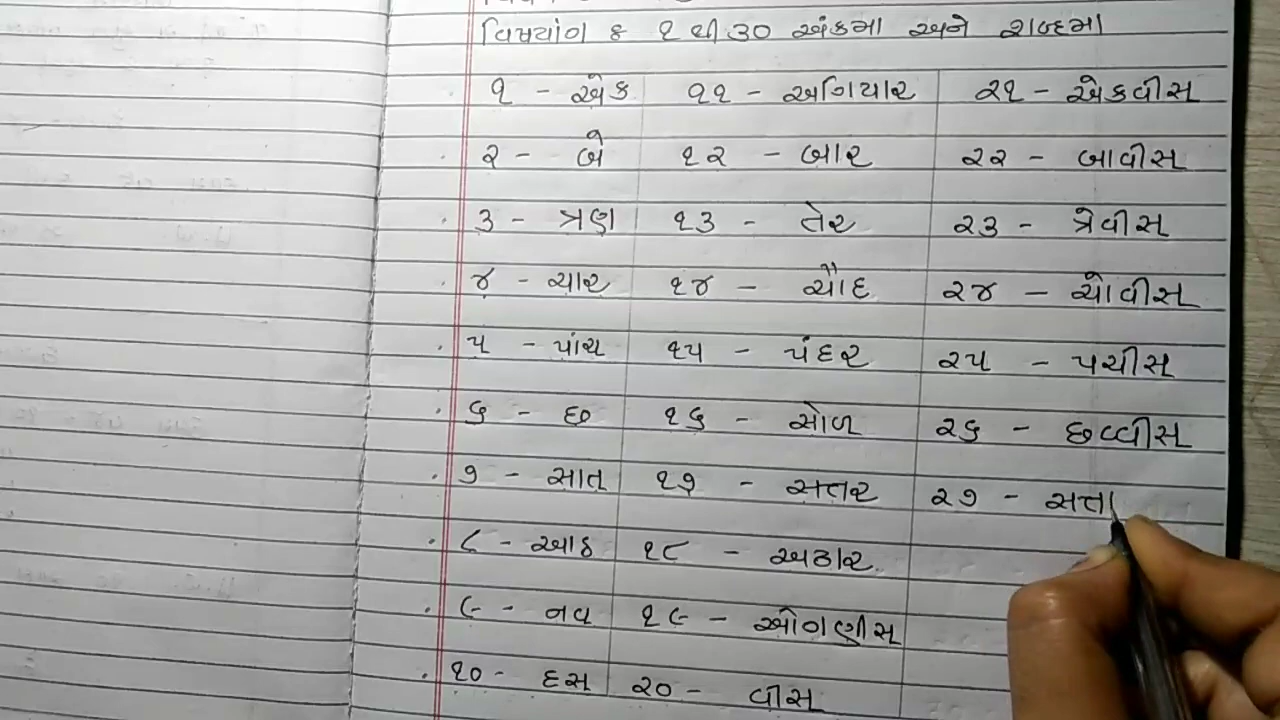 વિષયાંગ ૪ ૧ થી ૩૦ અંકમા અને શબ્દમા
૧ - એક ૧૧ - અગિયાર ૨૧ - એકવીસ
૨ - બે ૧૨ - બાર ૨૨ - બાવીસ
૩ - ત્રણ ૧૩ - તેર ૨૩ - ત્રેવીસ
૪ - ચાર ૧૪ - ચૌદ ૨૪ - ચોવીસ
૫ - પાંચ ૧૫ - પંદર ૨૫ - પચીસ
૬ - છ ૧૬ - સોળ ૨૬ - છવ્વીસ
૭ - સાત ૧૭ - સત્તર ૨૭ - સત્તા
૮ - આઠ ૧૮ - અઢાર
૯ - નવ ૧૯ - ઓગણીસ
૧૦ - દસ ૨૦ - વીસ